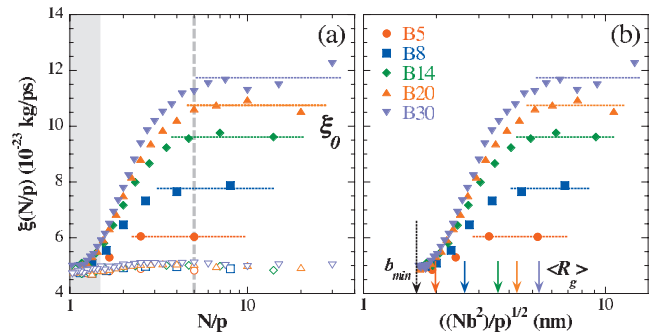 14
12
10
8
6
4
ξ(N/p) (10⁻²³ kg/ps)
(a)
ξ₀
1
10
N/p
(b)
B5
B8
B14
B20
B30
b_min
<R_g>
1
10
((Nb²)/p)^1/2 (nm)